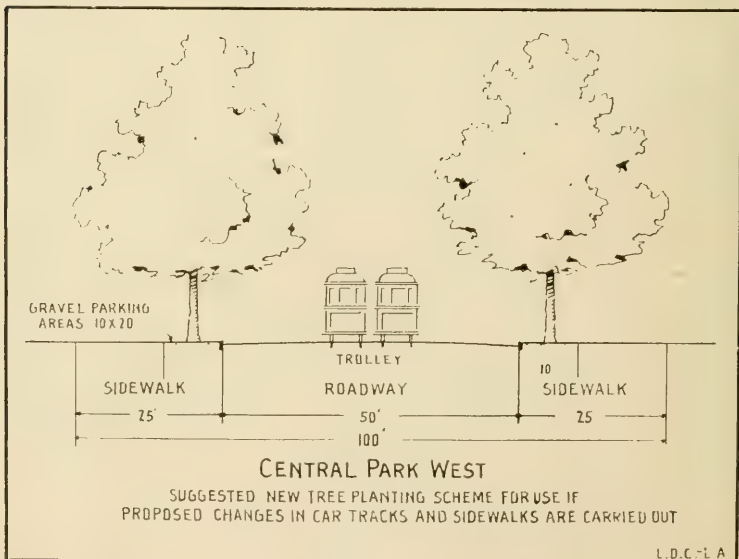 GRAVEL PARKING
AREAS 10X20
TROLLEY
10
SIDEWALK
ROADWAY
SIDEWALK
25'
50'
25
100'
CENTRAL PARK WEST
SUGGESTED NEW TREE PLANTING SCHEME FOR USE IF
PROPOSED CHANGES IN CAR TRACKS AND SIDEWALKS ARE CARRIED OUT
L.D.C.-L A